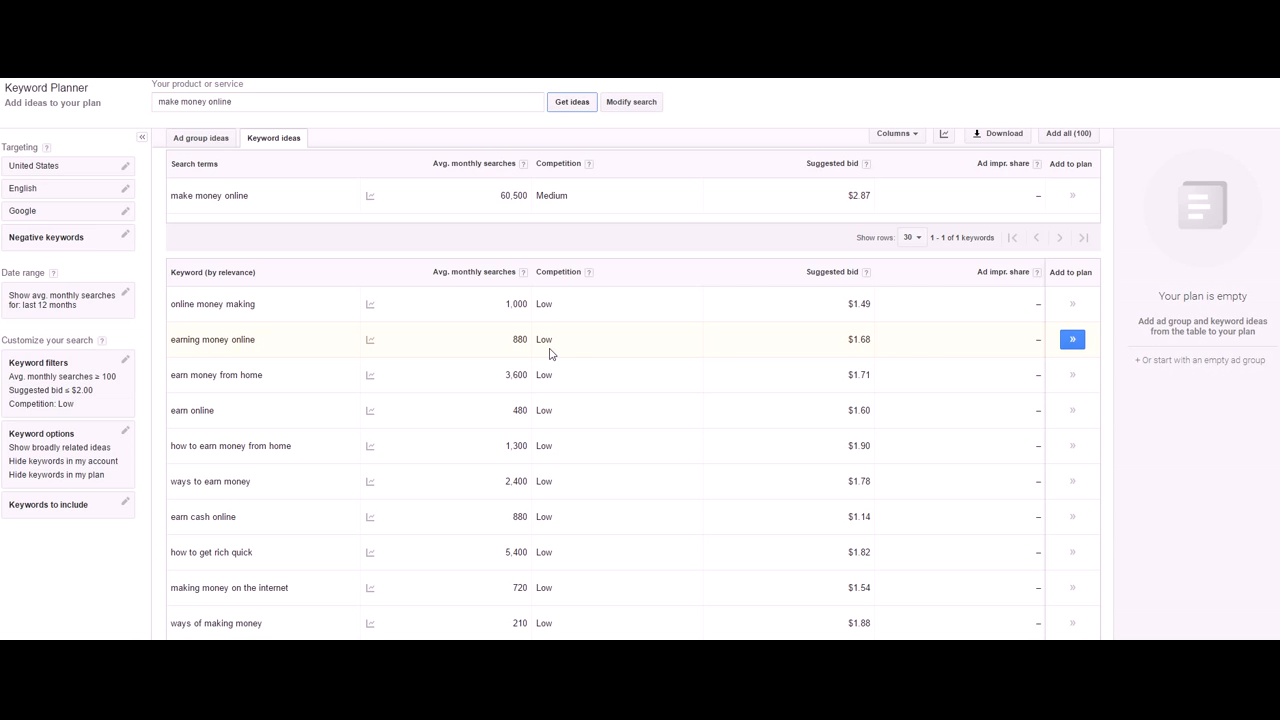 Keyword Planner
Add ideas to your plan
Your product or service
make money online
Get ideas
Modify search
Targeting ?
United States
English
Google
Negative keywords
Date range ?
Show avg. monthly searches
for: last 12 months
Customize your search ?
Keyword filters
Avg. monthly searches ≥ 100
Suggested bid ≤ $2.00
Competition: Low
Keyword options
Show broadly related ideas
Hide keywords in my account
Hide keywords in my plan
Keywords to include
Ad group ideas Keyword ideas Columns Download Add all (100)
Search terms Avg. monthly searches ? Competition ? Suggested bid ? Ad impr. share ? Add to plan
make money online 60,500 Medium $2.87 – »
Show rows: 30 1 - 1 of 1 keywords
Keyword (by relevance) Avg. monthly searches ? Competition ? Suggested bid ? Ad impr. share ? Add to plan
online money making 1,000 Low $1.49 – »
earning money online 880 Low $1.68 – »
earn money from home 3,600 Low $1.71 – »
earn online 480 Low $1.60 – »
how to earn money from home 1,300 Low $1.90 – »
ways to earn money 2,400 Low $1.78 – »
earn cash online 880 Low $1.14 – »
how to get rich quick 5,400 Low $1.82 – »
making money on the internet 720 Low $1.54 – »
ways of making money 210 Low $1.88 – »
Your plan is empty
Add ad group and keyword ideas
from the table to your plan
+ Or start with an empty ad group